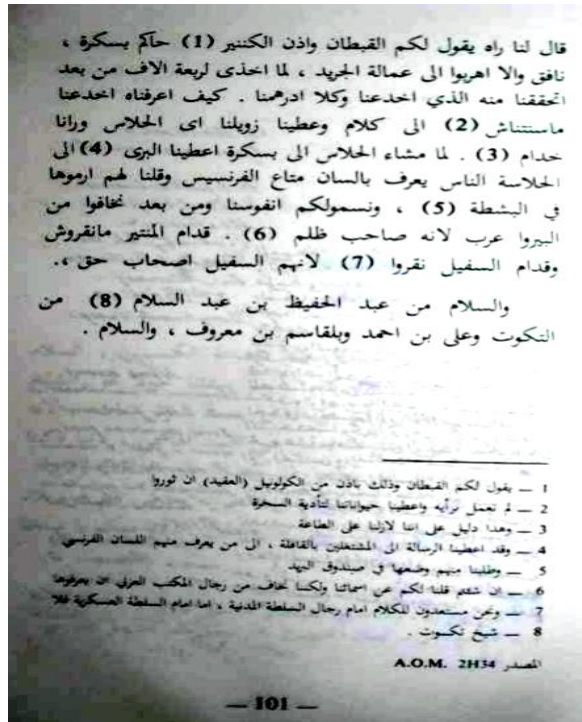 قال لنا راه يقول لكم القبطان واذن الكننير (1) حاكم بسكرة ،
نافق والا اهربوا الى عمالة الجريد ، لما اخذى لربعة الاف من بعد
اتحققنا منه الذي اخدعنا وكلا ادرهمنا . كيف اعرفناه اخدعنا
ماستتناش (2) الى كلام وعطينا زويلنا اى الحلاس ورانا
خدام (3) . لما مشاء الحلاس الى بسكرة اعطينا البرى (4) الى
الحلاسة الناس يعرف بالسان متاع الفرنسيس وقلنا لهم ارموها
في البشطة (5) ، ونسمولكم انفوسنا ومن بعد نخافوا من
البيروا عرب لانه صاحب ظلم (6) . قدام المنتير مانقروش
وقدام السفيل نقروا (7) لانهم السفيل اصحاب حق ،.
والسلام من عبد الحفيظ بن عبد السلام (8) من
التكوت وعلى بن احمد وبلقاسم بن معروف ، والسلام .
1 — يقول لكم القبطان وذلك باذن من الكولونيل (العقيد) ان ثوروا
2 — لم نعمل برأيه واعطينا حيواناتنا لتأدية السخرة
3 — وهذا دليل على اننا لازلنا على الطاعة
4 — وقد اعطينا الرسالة الى المشتغلين بالقافلة ، الى من يعرف منهم اللسان الفرنسي
5 — وطلبنا منهم وضعها في صندوق البريد
6 — ان شئتم قلنا لكم عن اسمائنا ولكننا نخاف من رجال المكتب العربي ان يعرفوها
7 — ونحن مستعدون للكلام امام رجال السلطة المدنية ، اما امام السلطة العسكرية فلا
8 — شيخ تكسوت .
المصدر A.O.M. 2H34
— 101 —